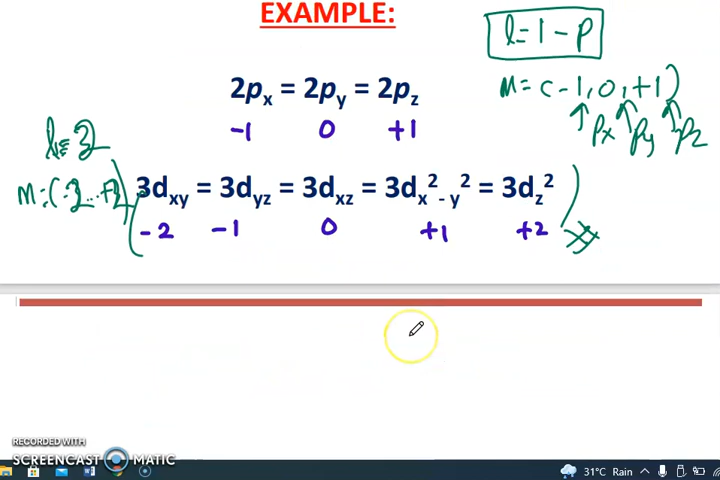 EXAMPLE:
l=1-p
2px = 2py = 2pz
m=(-1,0,+1)
-1 0 +1
px py pz
l=2
m=(-2..+2)
3dxy = 3dyz = 3dxz = 3dx²-y² = 3dz²
-2 -1 0 +1 +2
RECORDED WITH
SCREENCAST MATIC
31°C Rain